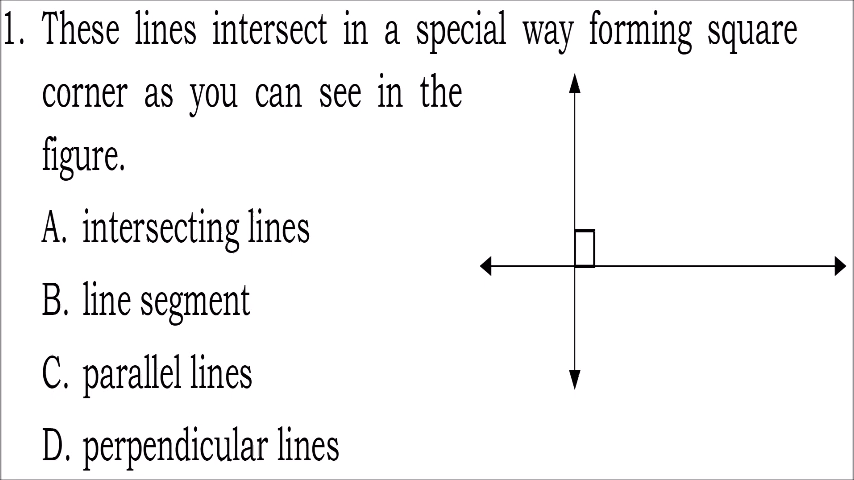 1. These lines intersect in a special way forming square
corner as you can see in the
figure.
A. intersecting lines
B. line segment
C. parallel lines
D. perpendicular lines